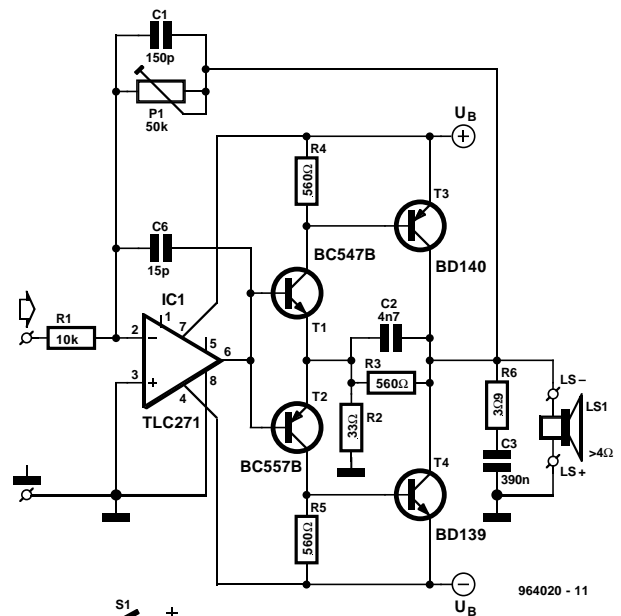 C1
150p
P1
50k
U B
+
R4
560Ω
T3
C6
15p
BC547B
BD140
IC1
T1
C2
4n7
R1
10k
1
7
2
−
5
6
3
+
8
4
TLC271
R3
560Ω
R6
3Ω9
LS−
LS1
T2
R2
33Ω
BC557B
C3
390n
LS+
>4Ω
T4
R5
560Ω
BD139
−
U B
964020 - 11
S1
+